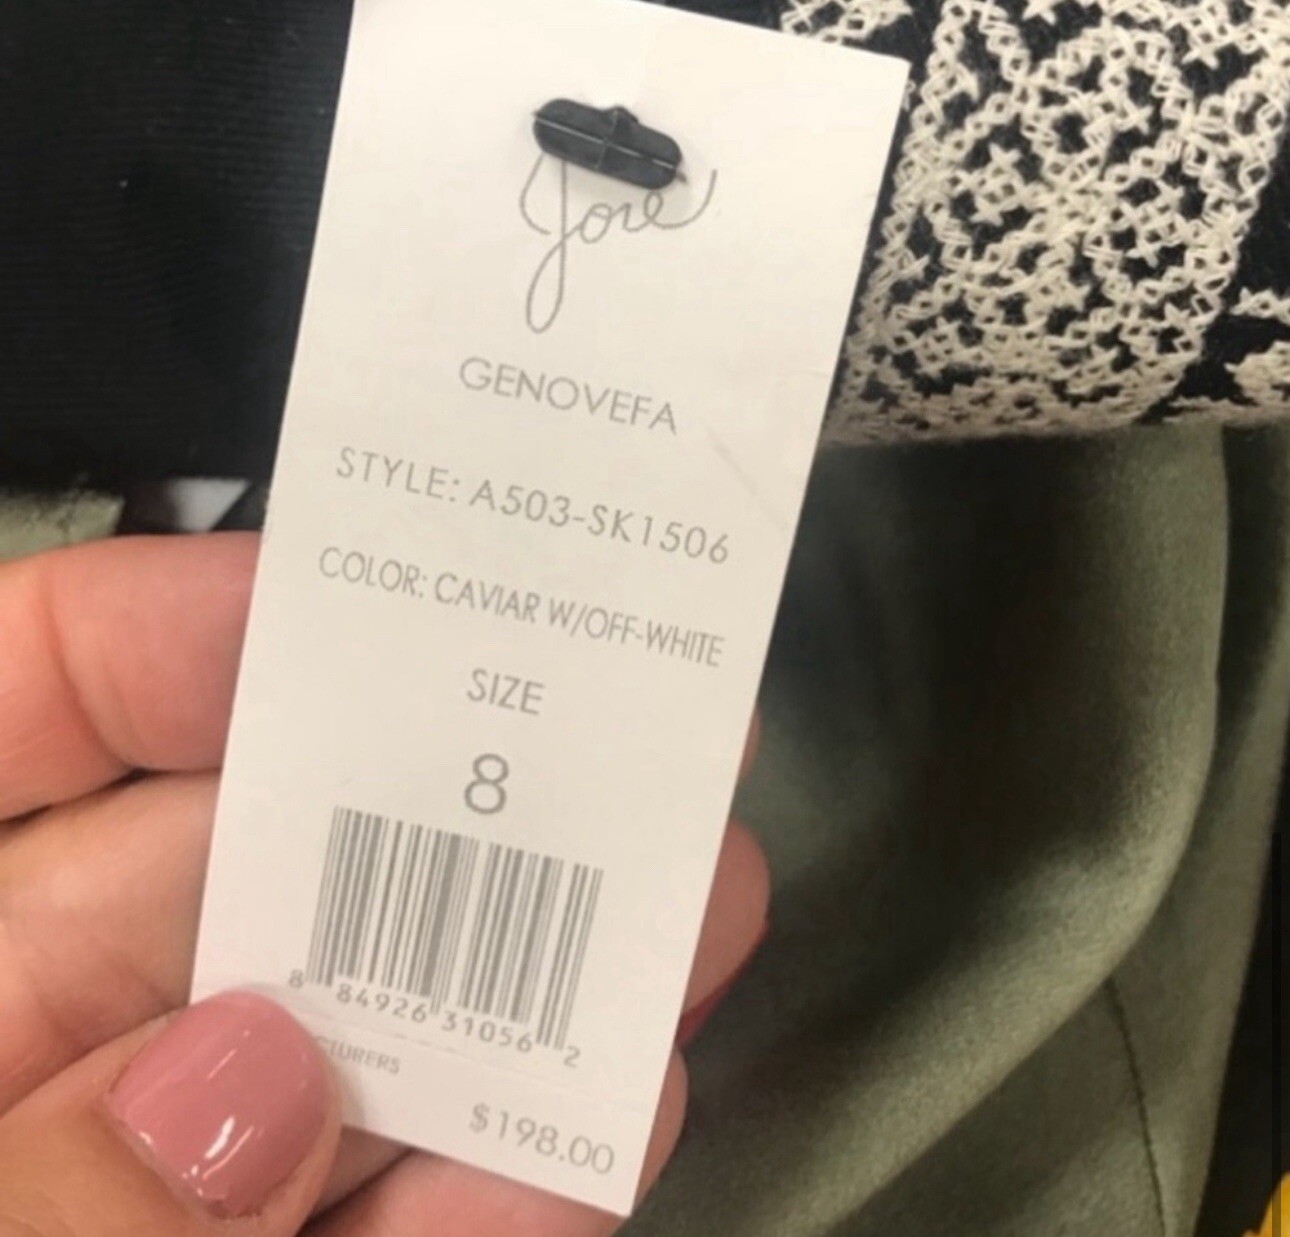 Joie
GENOVEFA
STYLE: A503-SK1506
COLOR: CAVIAR W/OFF-WHITE
SIZE
8
8 84926 31056 2
$198.00